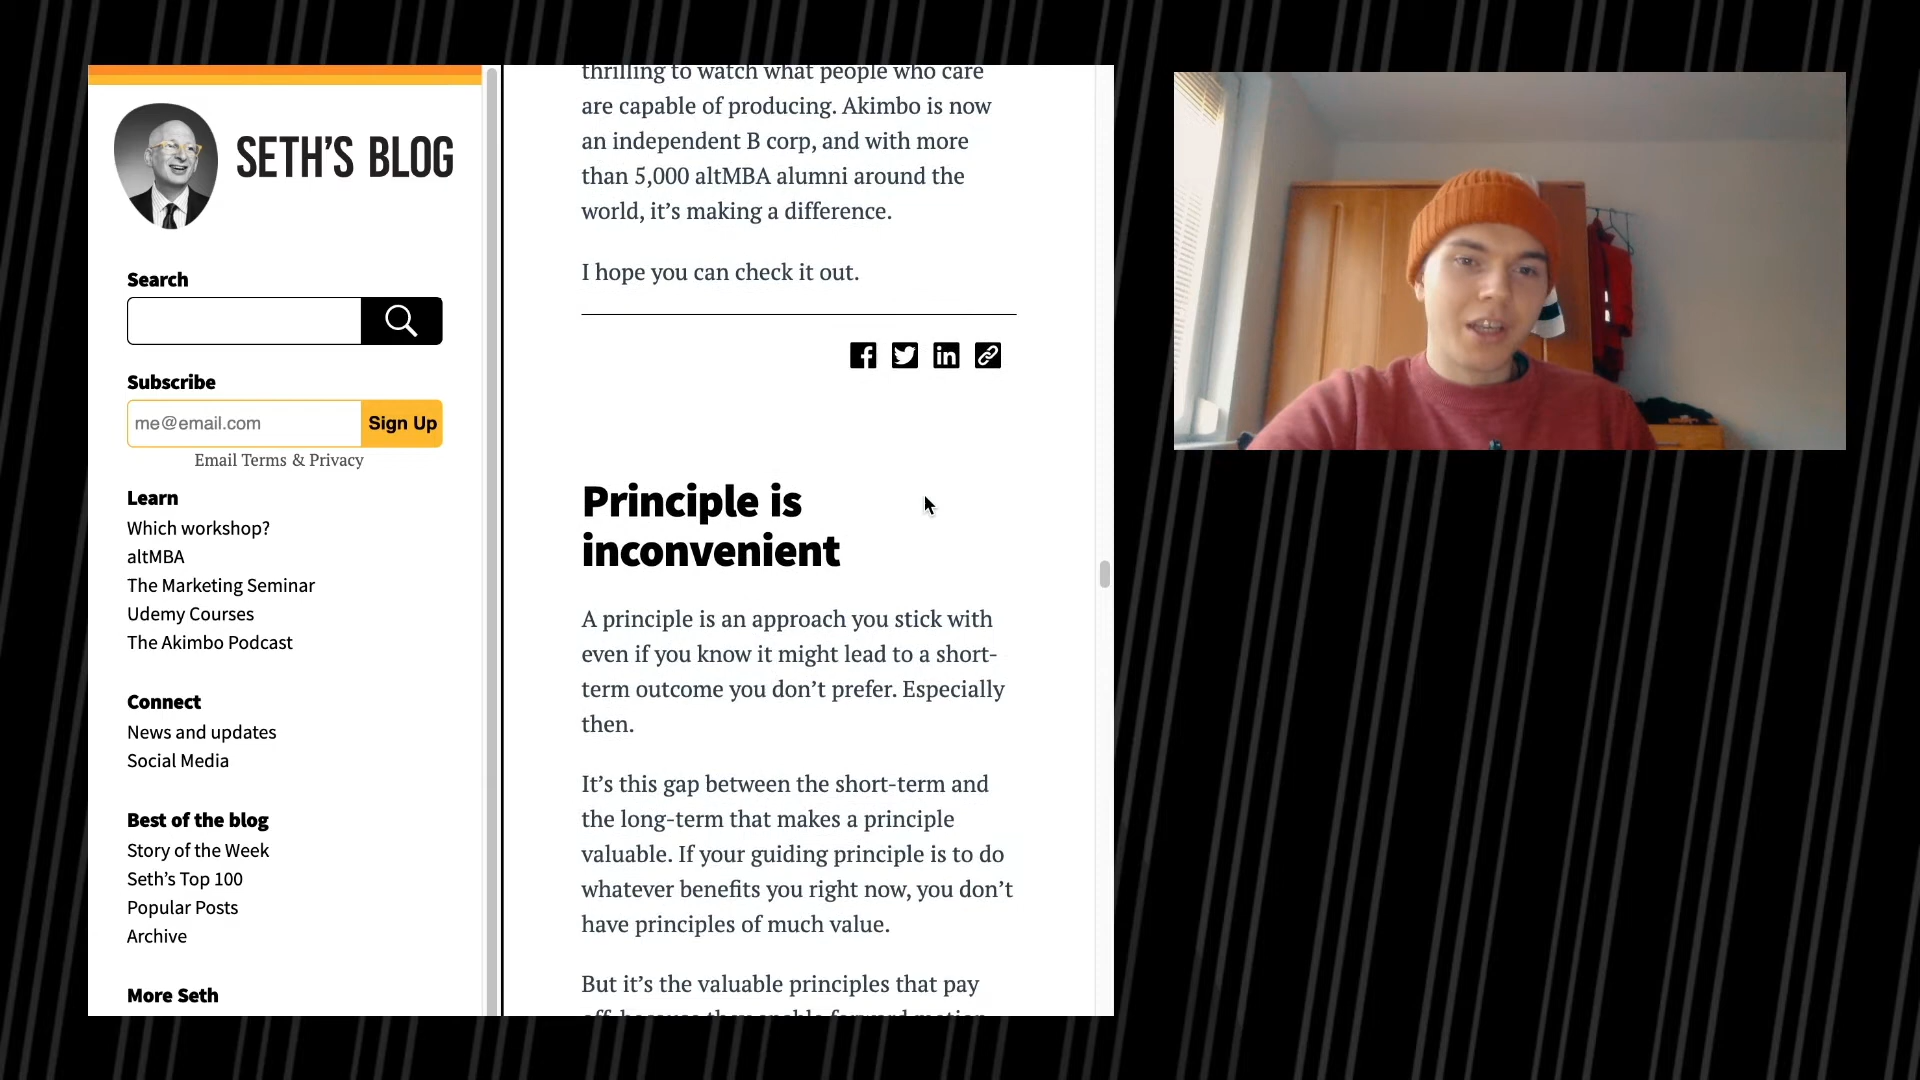 SETH'S BLOG
Search
Subscribe
me@email.com
Sign Up
Email Terms & Privacy
Learn
Which workshop?
altMBA
The Marketing Seminar
Udemy Courses
The Akimbo Podcast
Connect
News and updates
Social Media
Best of the blog
Story of the Week
Seth's Top 100
Popular Posts
Archive
More Seth
thrilling to watch what people who care
are capable of producing. Akimbo is now
an independent B corp, and with more
than 5,000 altMBA alumni around the
world, it's making a difference.
I hope you can check it out.
Principle is
inconvenient
A principle is an approach you stick with
even if you know it might lead to a short-
term outcome you don't prefer. Especially
then.
It's this gap between the short-term and
the long-term that makes a principle
valuable. If your guiding principle is to do
whatever benefits you right now, you don't
have principles of much value.
But it's the valuable principles that pay
off, because they enable forward motion